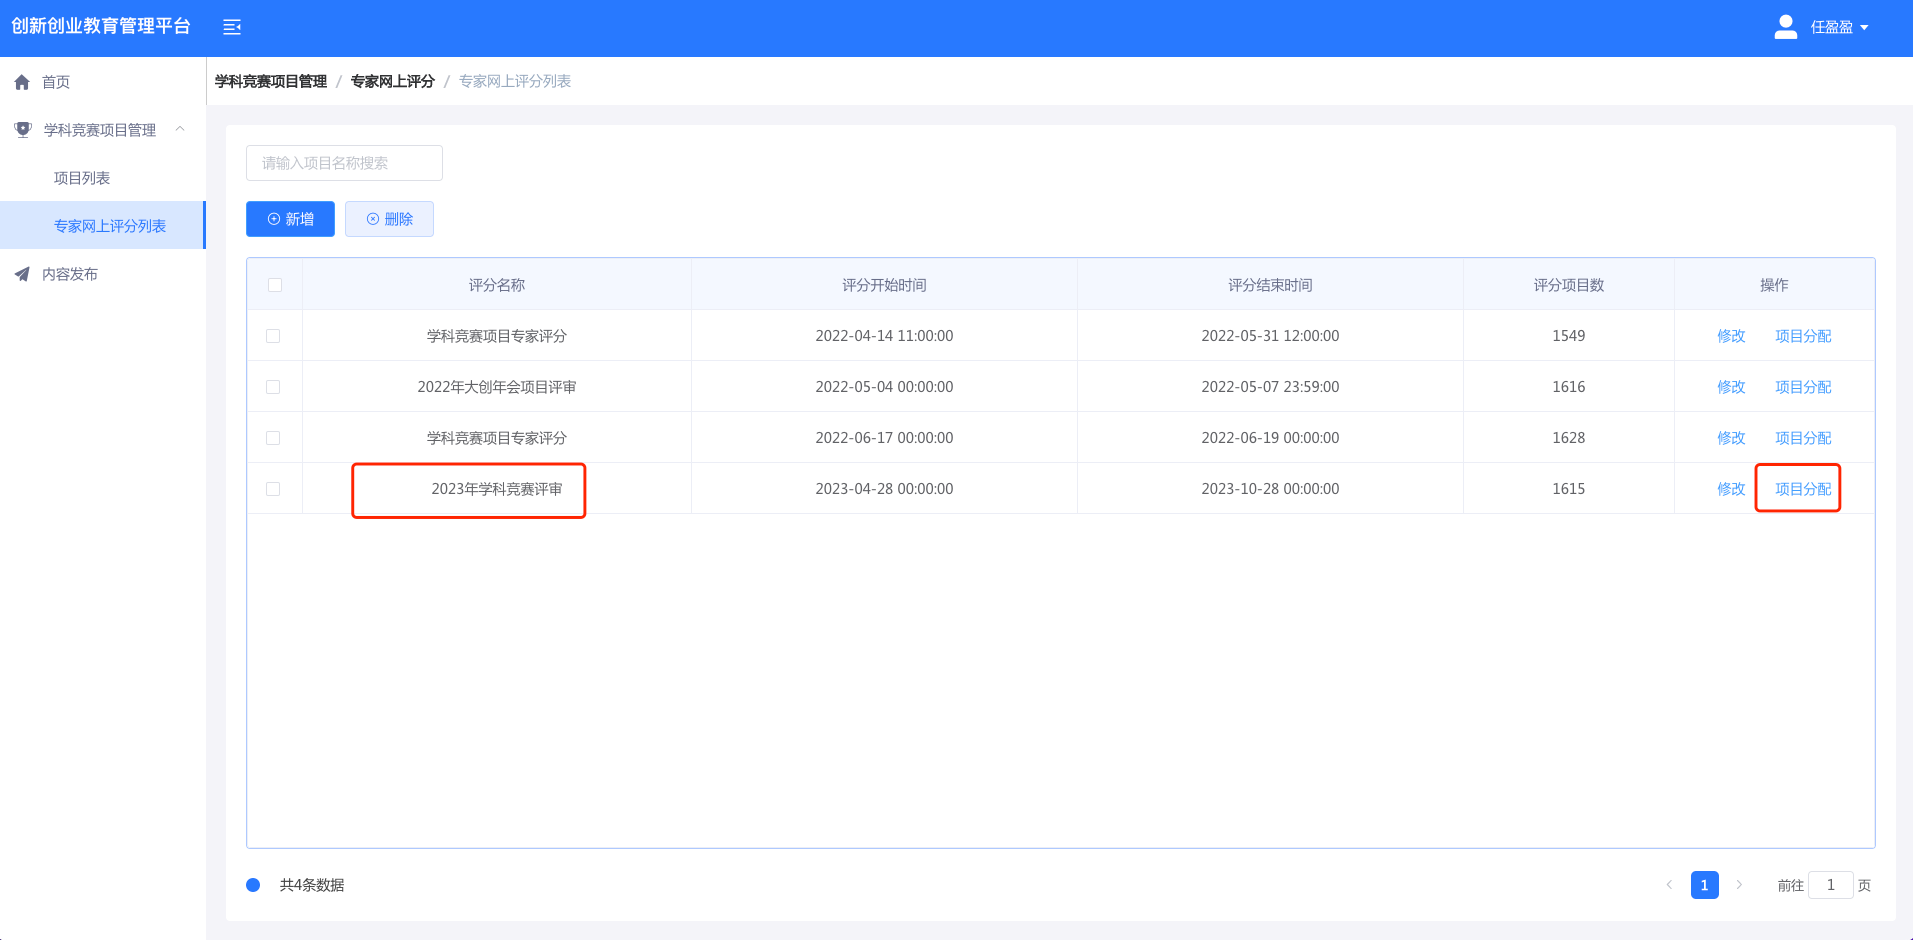 创新创业教育管理平台
任盈盈
首页
学科竞赛项目管理
项目列表
专家网上评分列表
内容发布
学科竞赛项目管理 / 专家网上评分 / 专家网上评分列表
请输入项目名称搜索
新增 删除
评分名称 评分开始时间 评分结束时间 评分项目数 操作
学科竞赛项目专家评分 2022-04-14 11:00:00 2022-05-31 12:00:00 1549 修改 项目分配
2022年大创年会项目评审 2022-05-04 00:00:00 2022-05-07 23:59:00 1616 修改 项目分配
学科竞赛项目专家评分 2022-06-17 00:00:00 2022-06-19 00:00:00 1628 修改 项目分配
2023年学科竞赛评审 2023-04-28 00:00:00 2023-10-28 00:00:00 1615 修改 项目分配
共4条数据
1 前往 1 页